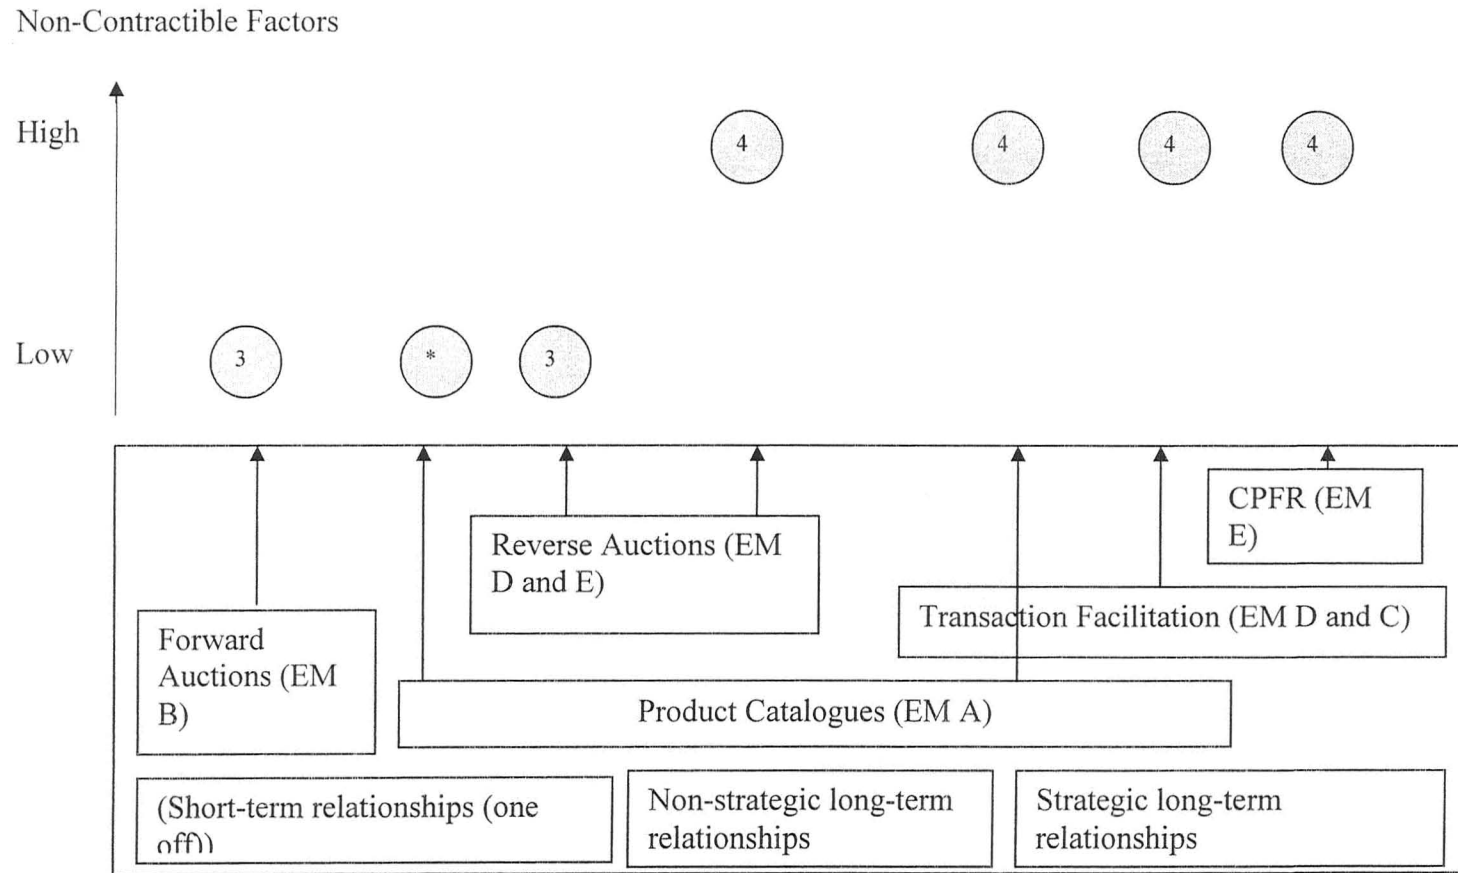 Non-Contractible Factors
High
4
4
4
4
Low
3
*
3
CPFR (EM
E)
Reverse Auctions (EM
D and E)
Transaction Facilitation (EM D and C)
Forward
Auctions (EM
B)
Product Catalogues (EM A)
(Short-term relationships (one
off))
Non-strategic long-term
relationships
Strategic long-term
relationships